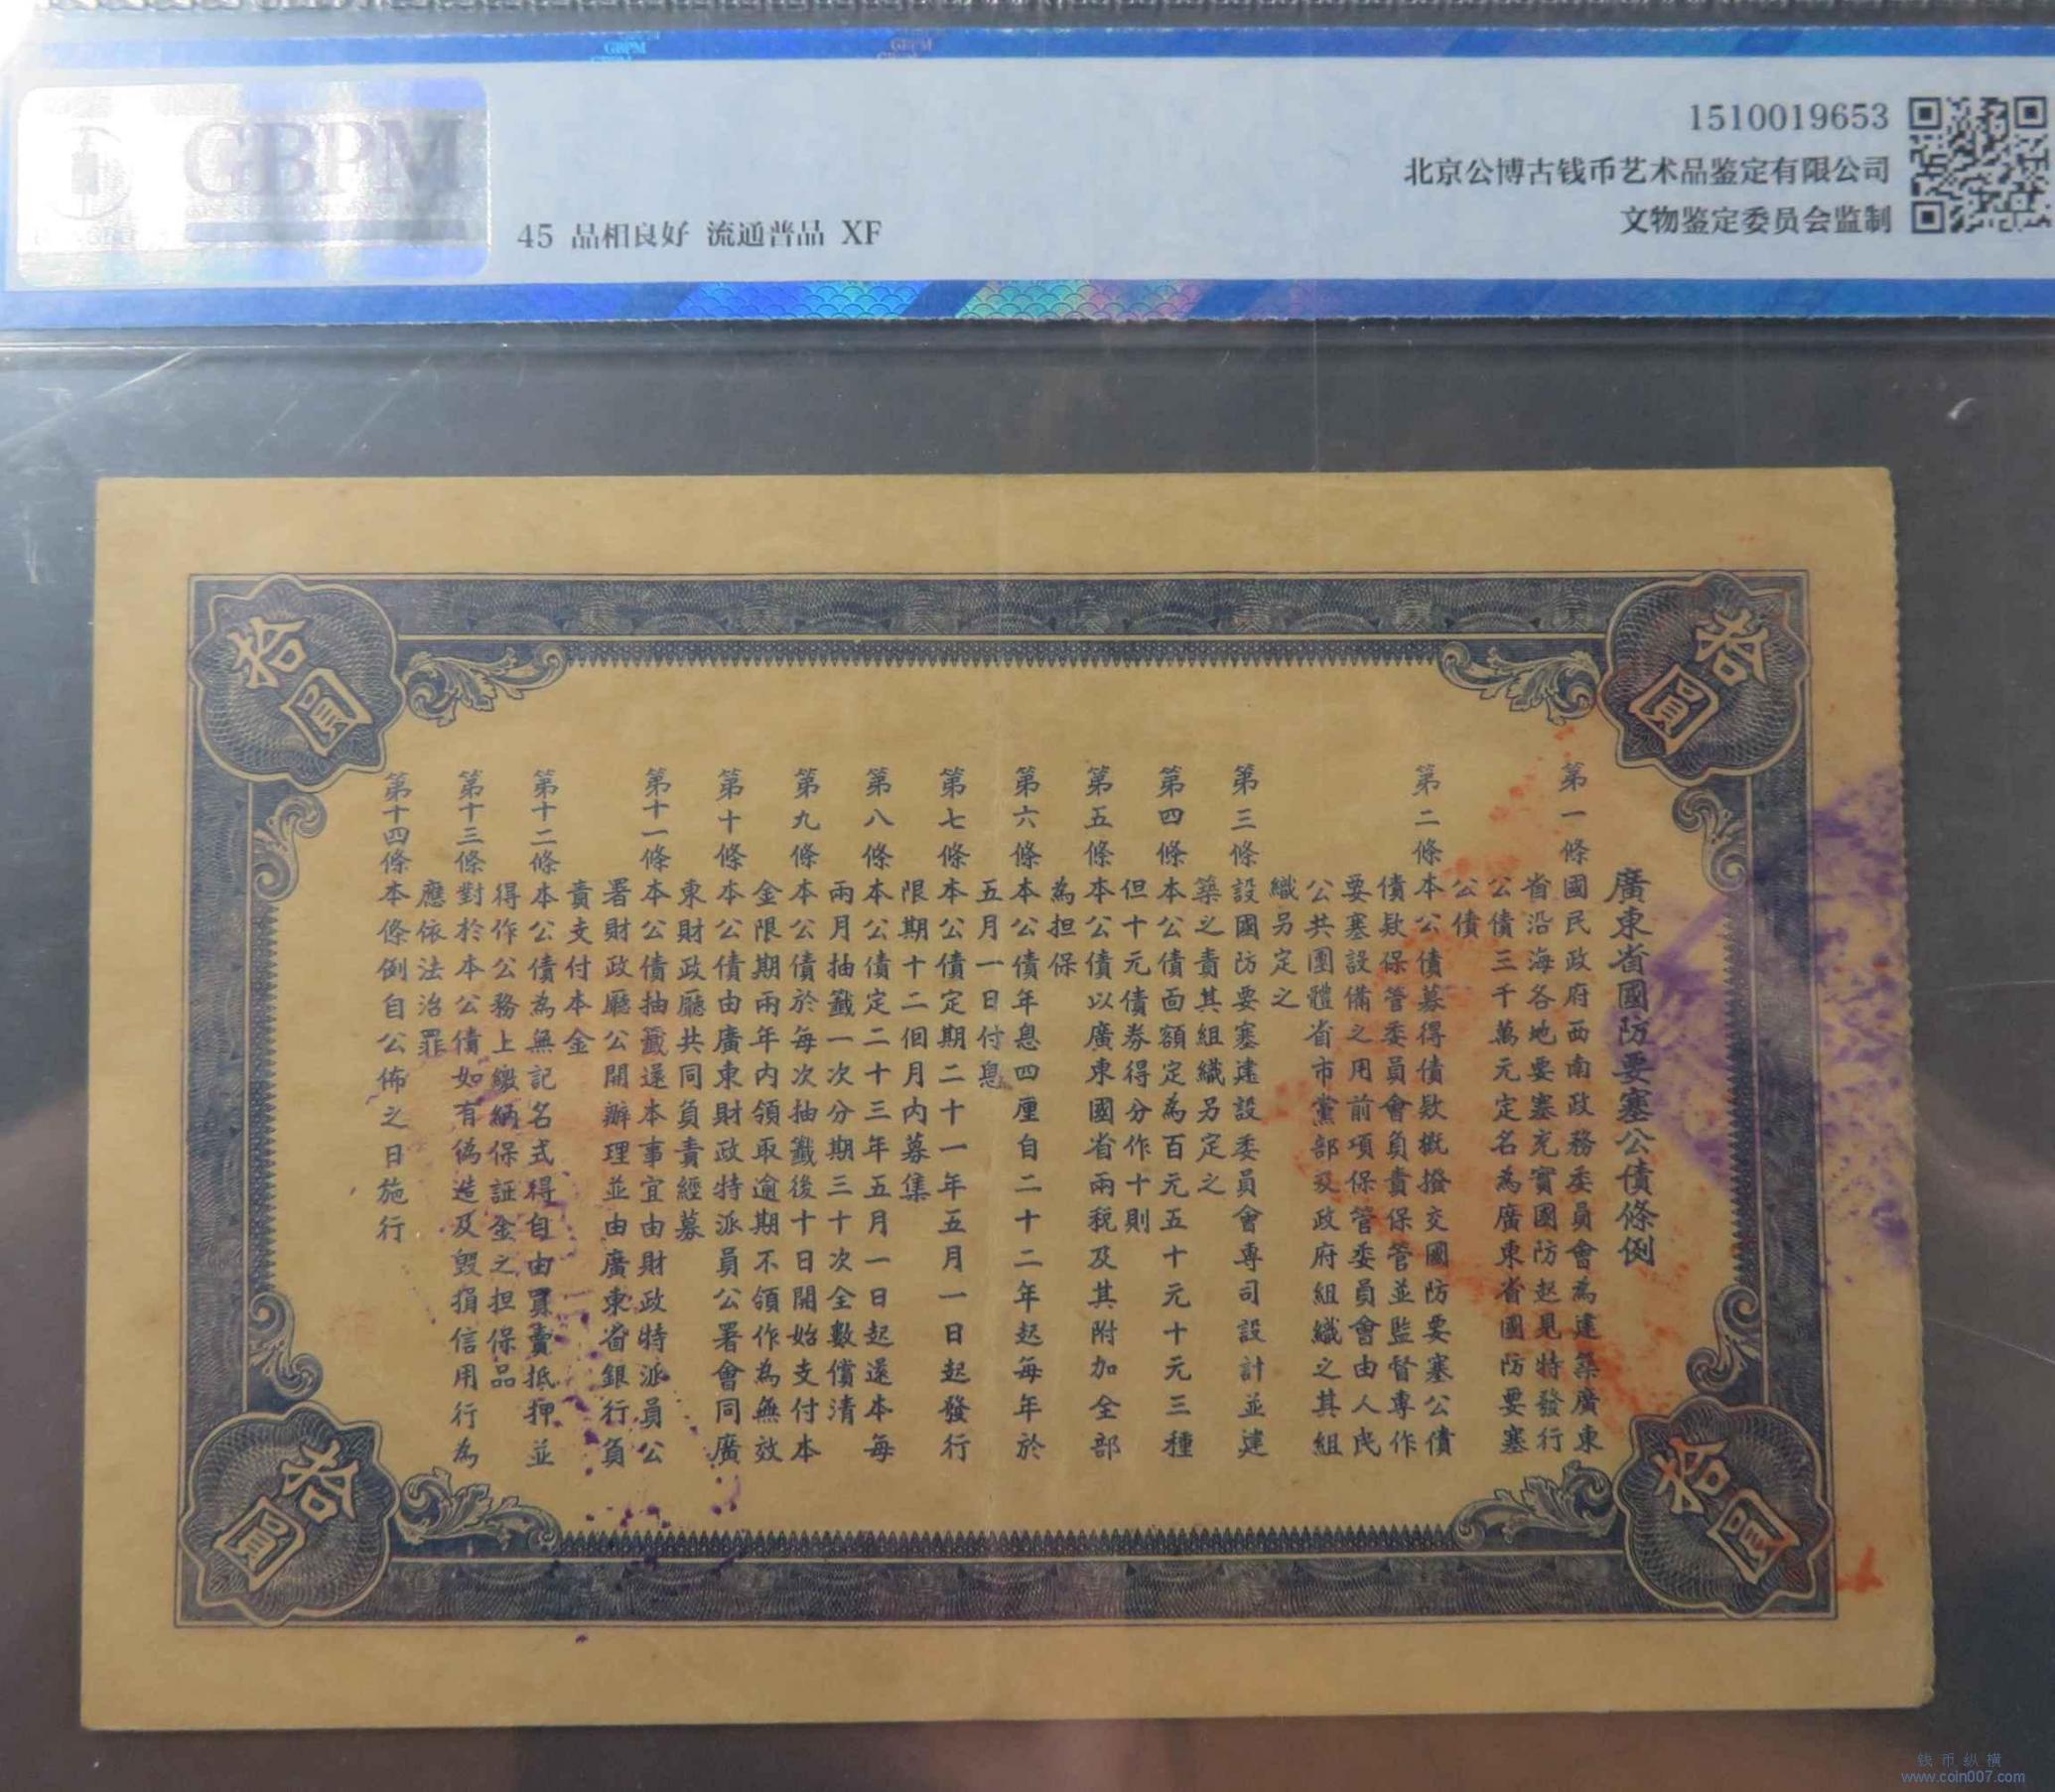 GBPM
GBPM
GBPM
1510019653
北京公博古钱币艺术品鉴定有限公司
文物鉴定委员会监制
45 品相良好 流通普品 XF
拾圓
拾圓
廣東省國防要塞公債條例
第一條 國民政府西南政務委員會為建築廣東
省沿海各地要塞充實國防起見特發行
公債三千萬元定名為廣東省國防要塞
公債
第二條 本公債募得債款概撥交國防要塞公債
債款保管委員會負責保管並監督專作
要塞設備之用前項保管委員會由人民
公共團體省市黨部及政府組織之其組
織另定之
第三條 設國防要塞建設委員會專司設計並建
築之責其組織另定之
第四條 本公債面額定為百元五十元十元三種
但十元債券得分作十則
第五條 本公債以廣東國省兩稅及其附加全部
為担保
第六條 本公債年息四厘自二十二年起每年於
五月一日付息
第七條 本公債定期二十一年五月一日起發行
限期十二個月內募集
第八條 本公債定二十三年五月一日起還本每
兩月抽籤一次分期三十次全數償清
第九條 本公債於每次抽籤後十日開始支付本
金限期兩年內領取逾期不領作為無效
第十條 本公債由廣東財政特派員公署會同廣
東財政廳共同負責經募
第十一條 本公債抽籤還本事宜由財政特派員公
署財政廳公開辦理並由廣東省銀行負
責支付本金
第十二條 本公債為無記名式得自由買賣抵押並
得作公務上繳納保証金之担保品
第十三條 對於本公債如有偽造及毀損信用行為
應依法治罪
第十四條 本條例自公佈之日施行
拾圓
拾圓
钱币纵横
www.coin007.com